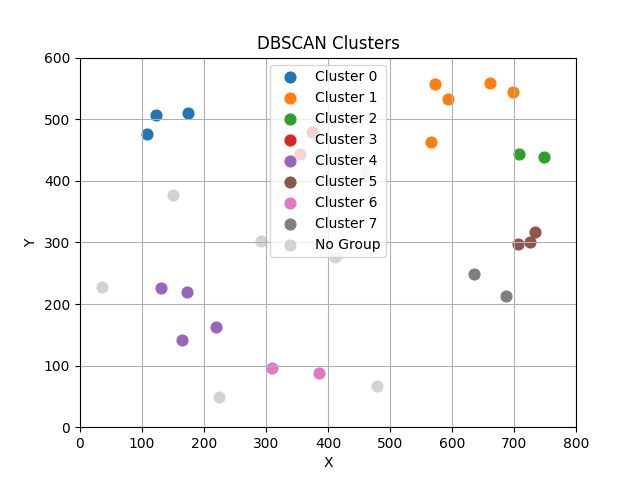 DBSCAN Clusters
600
500
400
300
200
100
0
Y
Cluster 0
Cluster 1
Cluster 2
Cluster 3
Cluster 4
Cluster 5
Cluster 6
Cluster 7
No Group
0 100 200 300 400 500 600 700 800
X